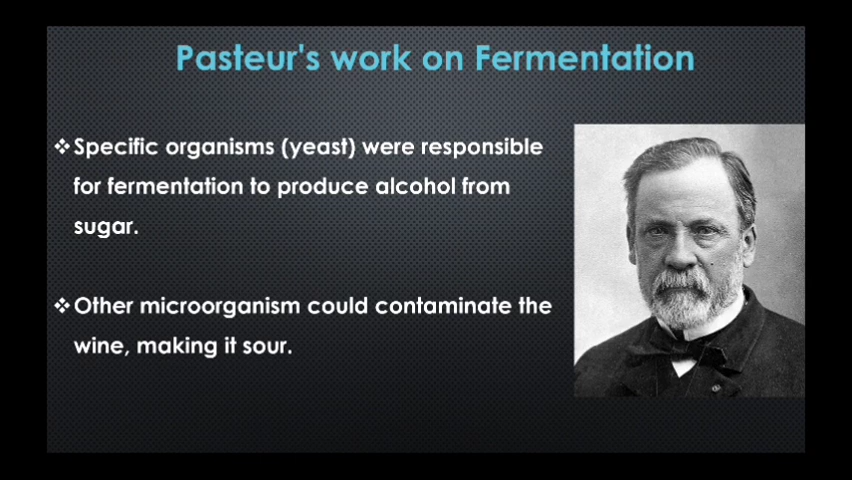 Pasteur's work on Fermentation
❖Specific organisms (yeast) were responsible
for fermentation to produce alcohol from
sugar.
❖Other microorganism could contaminate the
wine, making it sour.